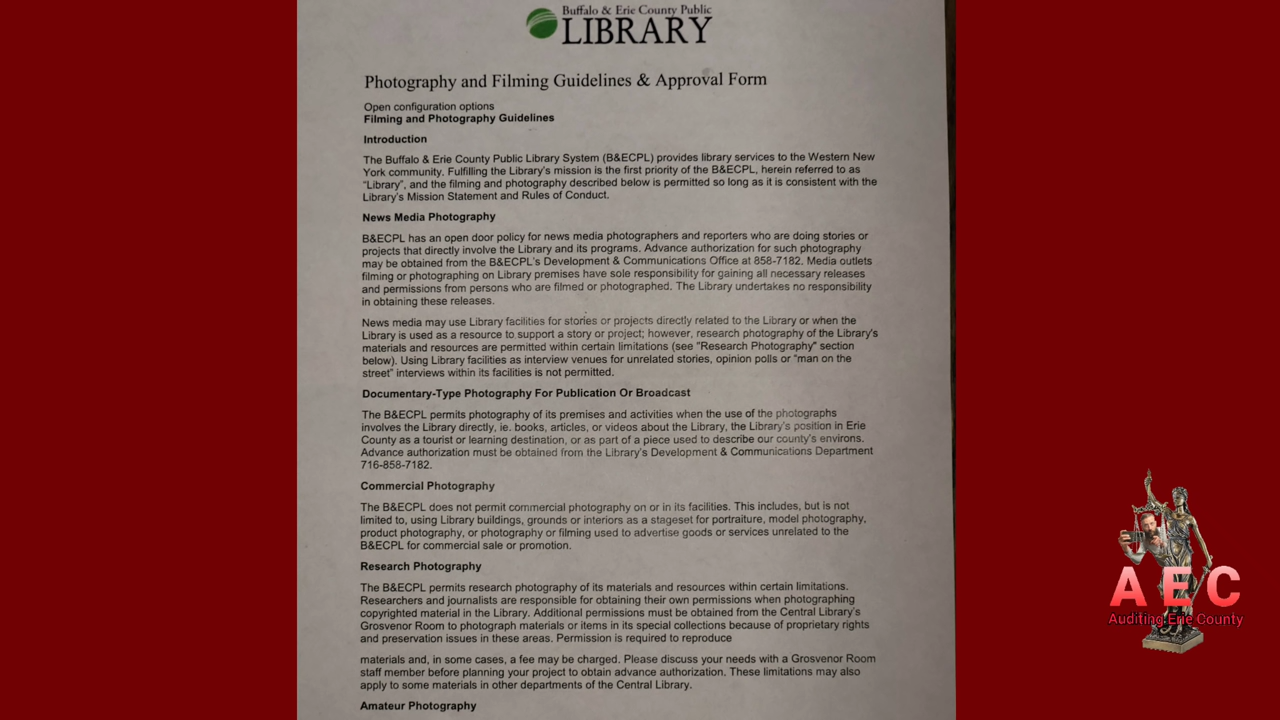 Buffalo & Erie County Public
LIBRARY
Photography and Filming Guidelines & Approval Form
Open configuration options
Filming and Photography Guidelines
Introduction
The Buffalo & Erie County Public Library System (B&ECPL) provides library services to the Western New
York community. Fulfilling the Library's mission is the first priority of the B&ECPL, herein referred to as
"Library", and the filming and photography described below is permitted so long as it is consistent with the
Library's Mission Statement and Rules of Conduct.
News Media Photography
B&ECPL has an open door policy for news media photographers and reporters who are doing stories or
projects that directly involve the Library and its programs. Advance authorization for such photography
may be obtained from the B&ECPL's Development & Communications Office at 858-7182. Media outlets
filming or photographing on Library premises have sole responsibility for gaining all necessary releases
and permissions from persons who are filmed or photographed. The Library undertakes no responsibility
in obtaining these releases.
News media may use Library facilities for stories or projects directly related to the Library or when the
Library is used as a resource to support a story or project; however, research photography of the Library's
materials and resources are permitted within certain limitations (see "Research Photography" section
below). Using Library facilities as interview venues for unrelated stories, opinion polls or "man on the
street" interviews within its facilities is not permitted.
Documentary-Type Photography For Publication Or Broadcast
The B&ECPL permits photography of its premises and activities when the use of the photographs
involves the Library directly, ie. books, articles, or videos about the Library, the Library's position in Erie
County as a tourist or learning destination, or as part of a piece used to describe our county's environs.
Advance authorization must be obtained from the Library's Development & Communications Department
716-858-7182.
Commercial Photography
The B&ECPL does not permit commercial photography on or in its facilities. This includes, but is not
limited to, using Library buildings, grounds or interiors as a stageset for portraiture, model photography,
product photography, or photography or filming used to advertise goods or services unrelated to the
B&ECPL for commercial sale or promotion.
Research Photography
The B&ECPL permits research photography of its materials and resources within certain limitations.
Researchers and journalists are responsible for obtaining their own permissions when photographing
copyrighted material in the Library. Additional permissions must be obtained from the Central Library's
Grosvenor Room to photograph materials or items in its special collections because of proprietary rights
and preservation issues in these areas. Permission is required to reproduce
materials and, in some cases, a fee may be charged. Please discuss your needs with a Grosvenor Room
staff member before planning your project to obtain advance authorization. These limitations may also
apply to some materials in other departments of the Central Library.
Amateur Photography
A E C
Auditing Erie County